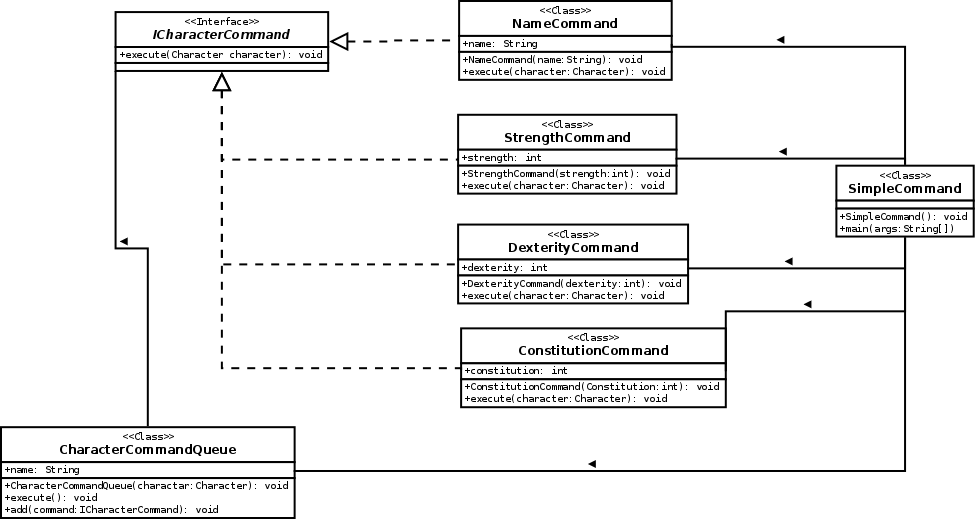 <<Interface>>
ICharacterCommand
+execute(Character character): void
<<Class>>
NameCommand
+name: String
+NameCommand(name:String): void
+execute(character:Character): void
<<Class>>
StrengthCommand
+strength: int
+StrengthCommand(strength:int): void
+execute(character:Character): void
<<Class>>
SimpleCommand
+SimpleCommand(): void
+main(args:String[])
<<Class>>
DexterityCommand
+dexterity: int
+DexterityCommand(dexterity:int): void
+execute(character:Character): void
<<Class>>
ConstitutionCommand
+constitution: int
+ConstitutionCommand(Constitution:int): void
+execute(character:Character): void
<<Class>>
CharacterCommandQueue
+name: String
+CharacterCommandQueue(charactar:Character): void
+execute(): void
+add(command:ICharacterCommand): void